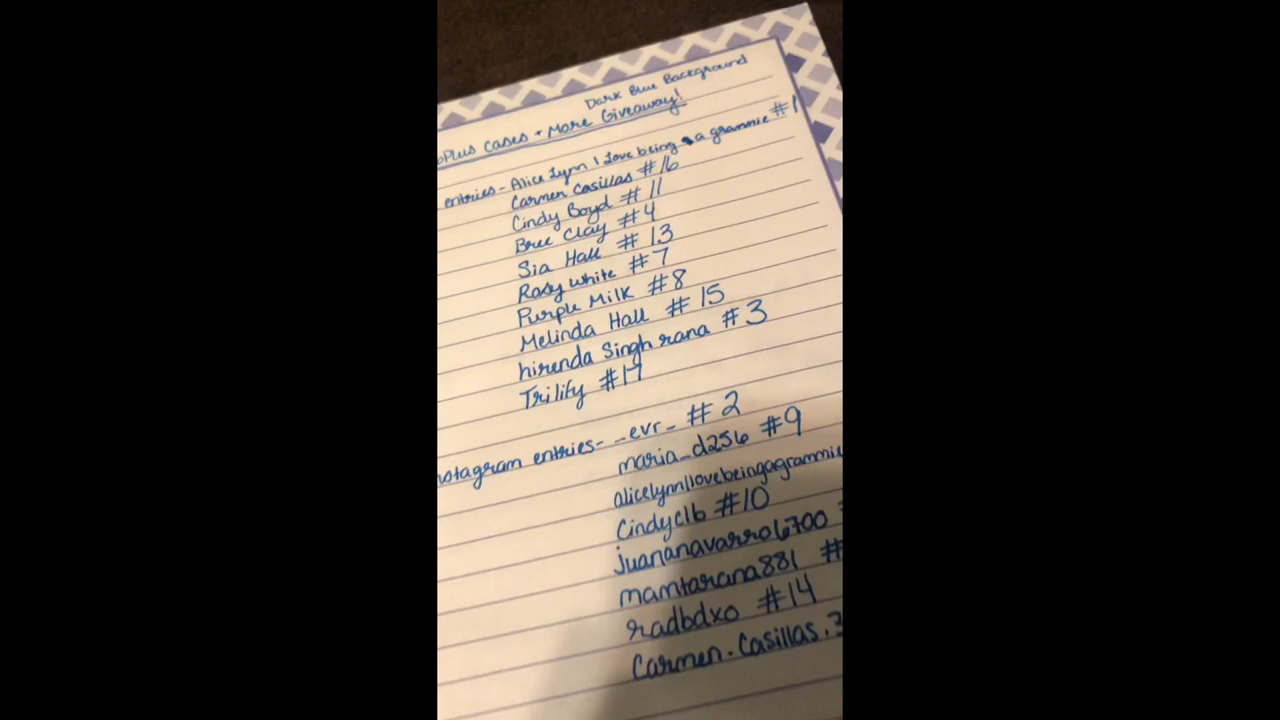 Dark Blue Background
Plus Cases + More Giveaway!
entries - Alice Lynn I Love being a grammie #1
Carmen Casillas #16
Cindy Boyd #11
Bree Clay #4
Sia Hall #13
Rosy White #7
Purple Milk #8
Melinda Hall #15
hirenda Singh rana #3
Trilify #17
nstagram entries- _evr_ #2
maria_d256 #9
alicelynnilovebeingagrammie
Cindyclb #10
juananavarro6700
mamtarana881 #
radbdxo #14
Carmen.Casillas.3